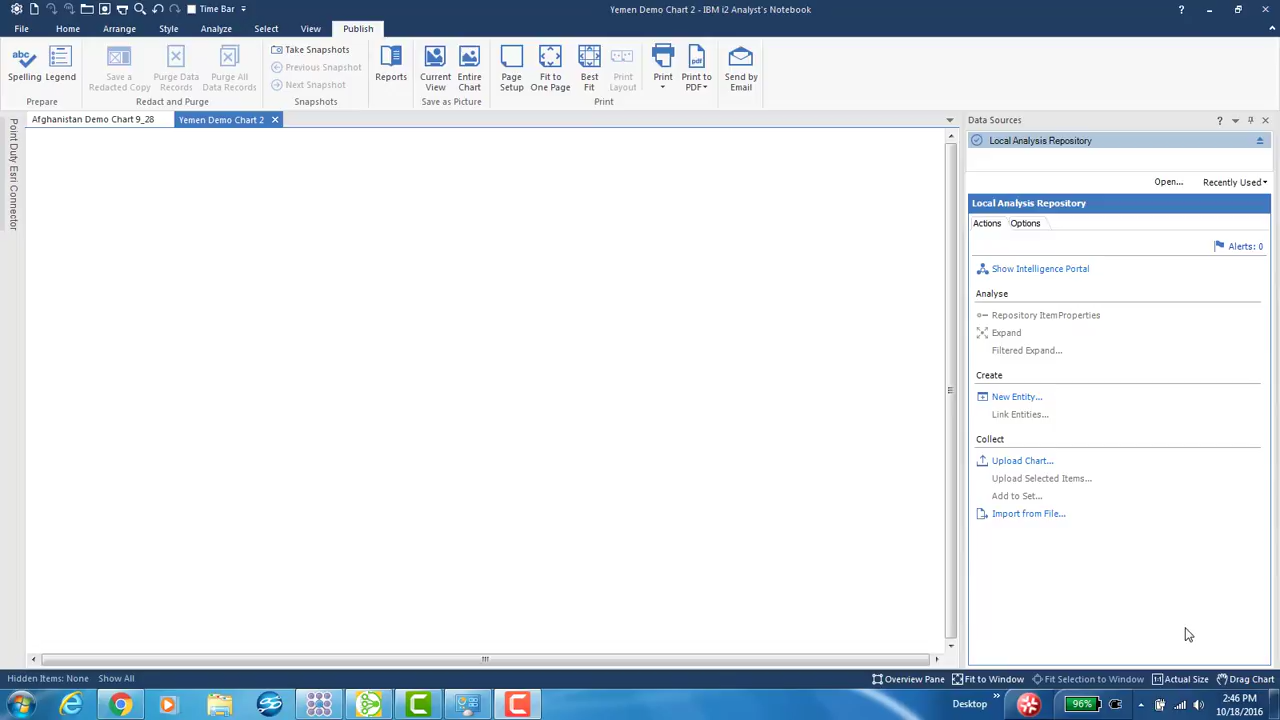 Time Bar
Yemen Demo Chart 2 - IBM i2 Analyst's Notebook
File Home Arrange Style Analyze Select View Publish
Spelling Legend
Prepare
Save a Redacted Copy
Purge Data Records
Purge All Data Records
Redact and Purge
Take Snapshots
Previous Snapshot
Next Snapshot
Snapshots
Reports
Current View
Entire Chart
Save as Picture
Page Setup
Fit to One Page
Best Fit
Print Layout
Print
Print to PDF
Print
Send by Email
Afghanistan Demo Chart 9_28
Yemen Demo Chart 2
Point Duty Esri Connector
Data Sources
Local Analysis Repository
Open...
Recently Used
Local Analysis Repository
Actions Options
Alerts: 0
Show Intelligence Portal
Analyse
Repository ItemProperties
Expand
Filtered Expand...
Create
New Entity...
Link Entities...
Collect
Upload Chart...
Upload Selected Items...
Add to Set...
Import from File...
Hidden Items: None Show All
Overview Pane Fit to Window Fit Selection to Window Actual Size Drag Chart
Desktop
96%
2:46 PM
10/18/2016